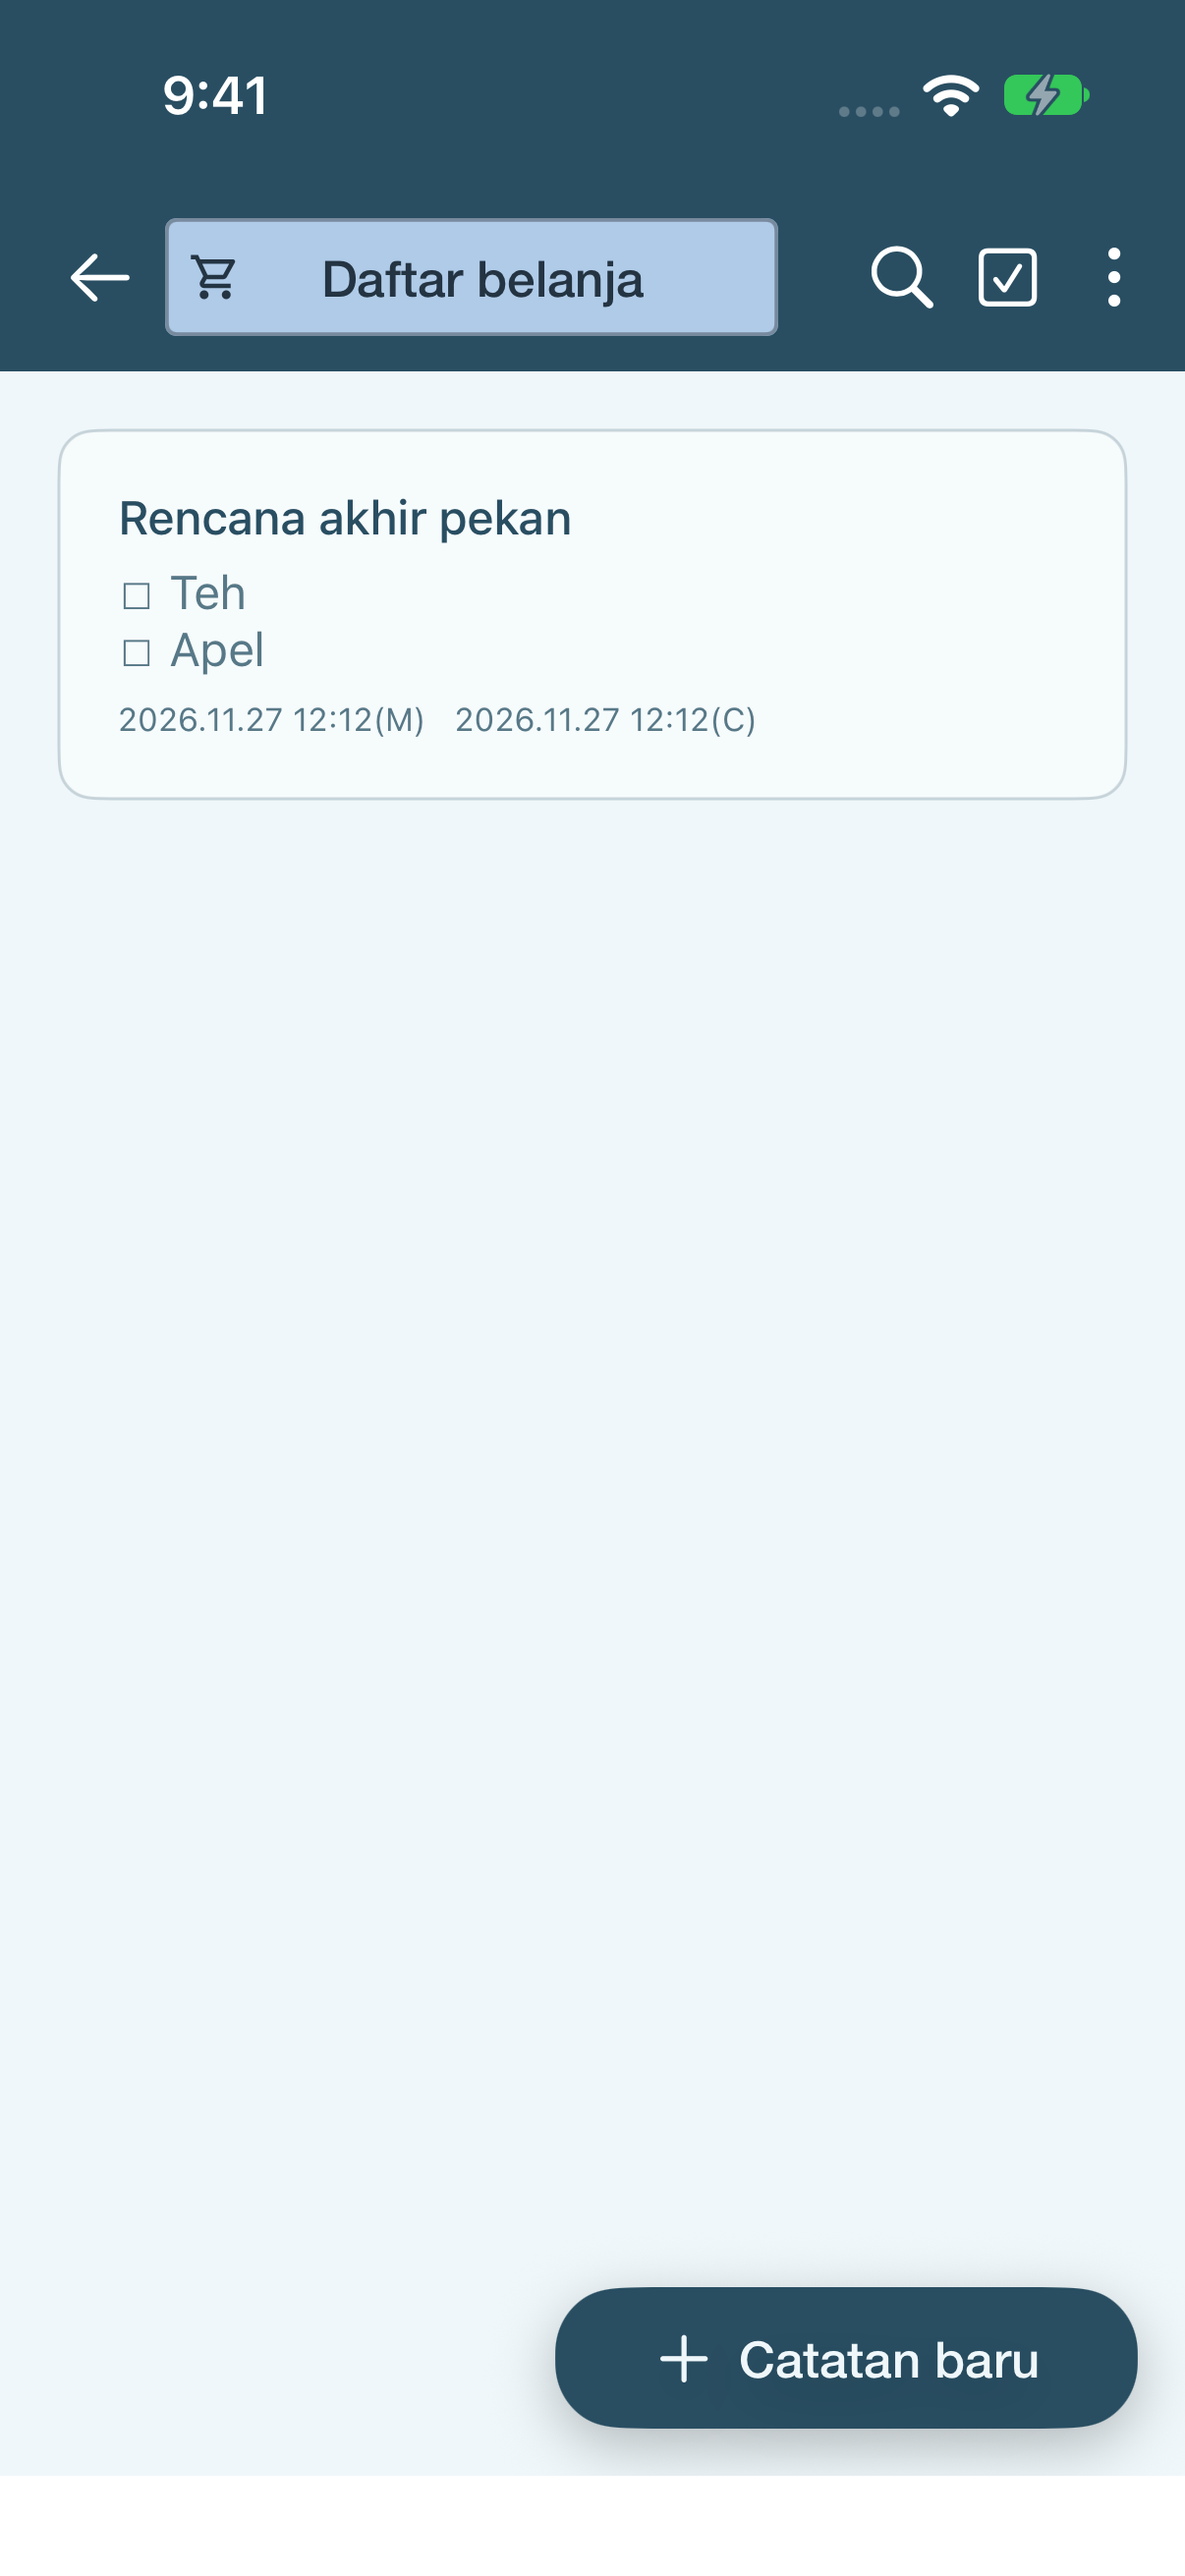 9:41
Daftar belanja
Rencana akhir pekan
☐ Teh
☐ Apel
2026.11.27 12:12(M) 2026.11.27 12:12(C)
Catatan baru